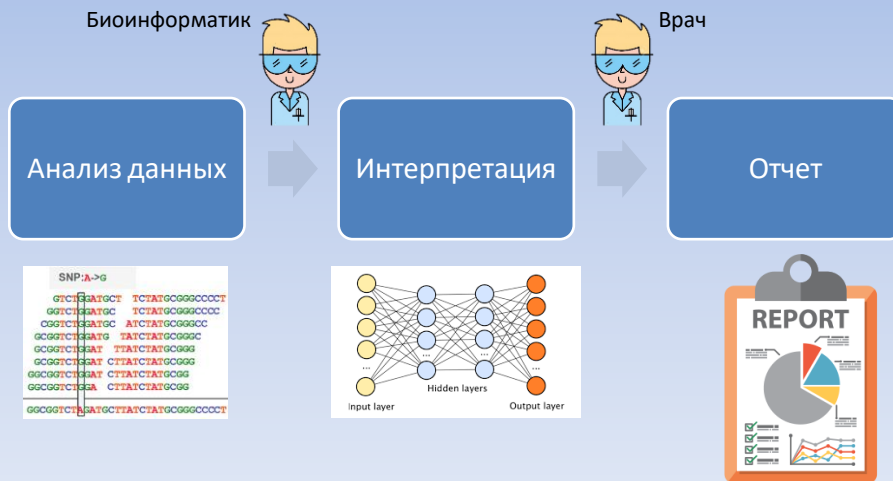 Биоинформатик
Врач
Анализ данных
Интерпретация
Отчет
SNP:A->G
GTCTGGATGCT TCTATGCGGGCCCCT
GGTCTGGATGC TCTATGCGGGCCCC
CGGTCTGGATGC ATCTATGCGGGCC
GCGGTCTGGATG TATCTATGCGGGC
GCGGTCTGGAT TTATCTATGCGGG
GCGGTCTGGAT CTTATCTATGCGGG
GGCGGTCTGGAT CTTATCTATGCGG
GGCGGTCTGGA CTTATCTATGCGG
GGCGGTCTAGATGCTTATCTATGCGGGCCCCT
...
...
...
...
Input layer
Hidden layers
Output layer
REPORT